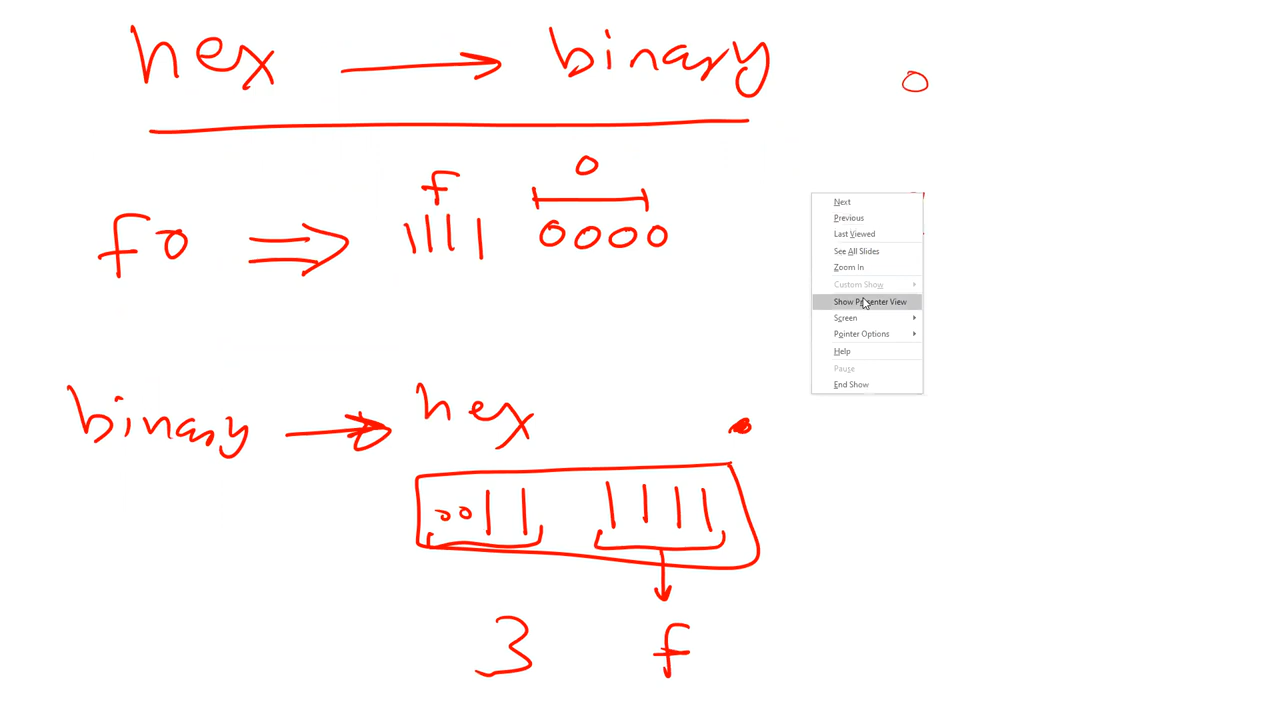 hex → binary
o
f 0
f0 ⇒ 1111 0000
Next
Previous
Last Viewed
See All Slides
Zoom In
Custom Show
Show Presenter View
Screen
Pointer Options
Help
Pause
End Show
binary → hex
0011 1111
3 f